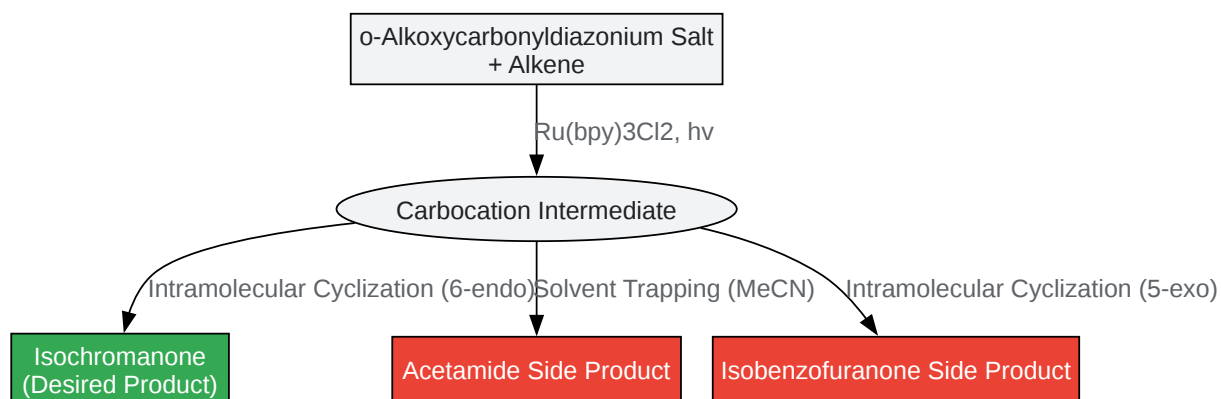 o-Alkoxycarbonyldiazonium Salt
+ Alkene
Ru(bpy)3Cl2, hv
Carbocation Intermediate
Intramolecular Cyclization (6-endo)
Solvent Trapping (MeCN)
Intramolecular Cyclization (5-exo)
Isochromanone
(Desired Product)
Acetamide Side Product
Isobenzofuranone Side Product